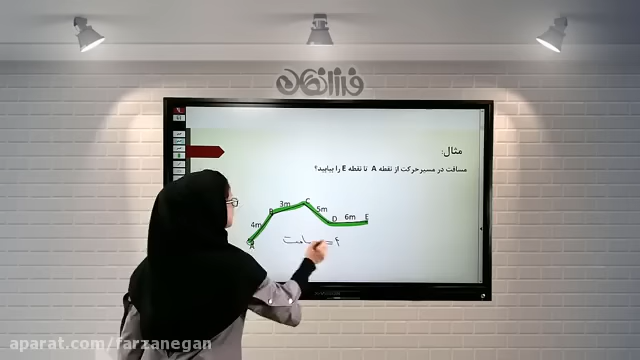 فرزانگان
مثال:
مسافت در مسیر حرکت از نقطه A تا نقطه E را بیابید؟
3m C 5m
B D 6m E
4m
A
مسافت = ۴
aparat.com/farzanegan